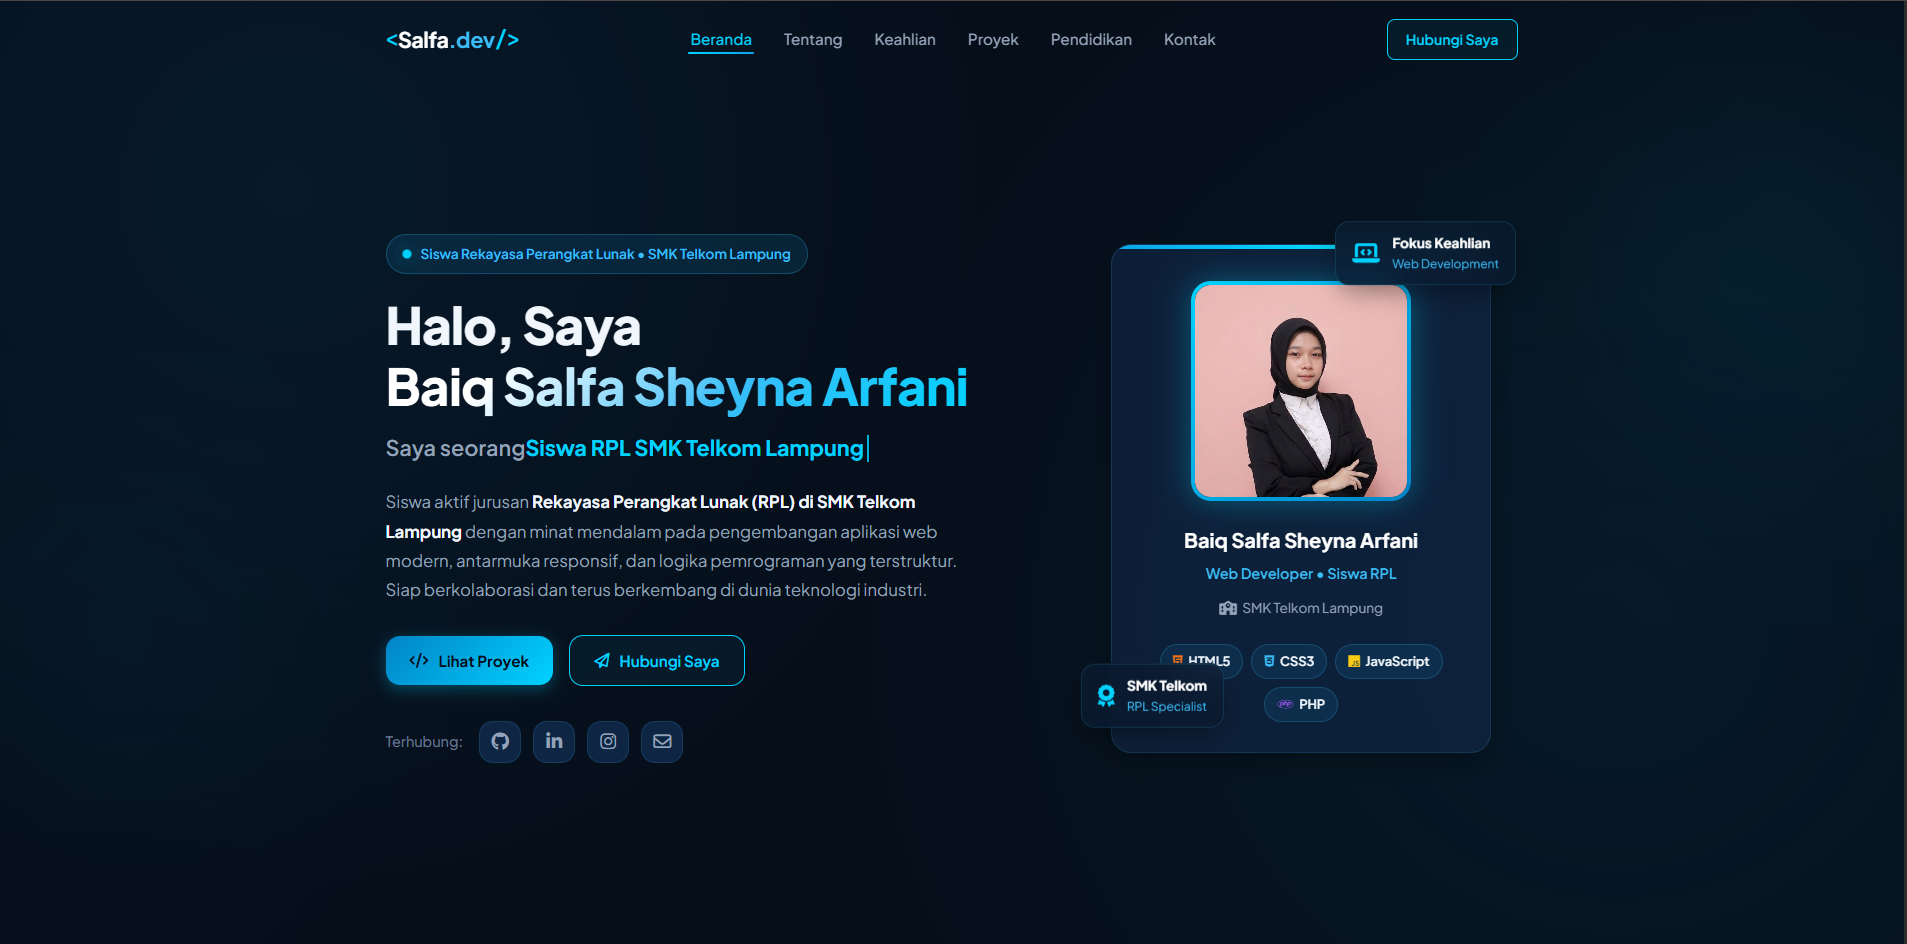 <Salfa.dev/>
Beranda
Tentang
Keahlian
Proyek
Pendidikan
Kontak
Hubungi Saya
Siswa Rekayasa Perangkat Lunak • SMK Telkom Lampung
Halo, Saya
Baiq Salfa Sheyna Arfani
Saya seorangSiswa RPL SMK Telkom Lampung|
Siswa aktif jurusan Rekayasa Perangkat Lunak (RPL) di SMK Telkom
Lampung dengan minat mendalam pada pengembangan aplikasi web
modern, antarmuka responsif, dan logika pemrograman yang terstruktur.
Siap berkolaborasi dan terus berkembang di dunia teknologi industri.
</> Lihat Proyek
Hubungi Saya
Terhubung:
Fokus Keahlian
Web Development
Baiq Salfa Sheyna Arfani
Web Developer • Siswa RPL
SMK Telkom Lampung
HTML5
CSS3
JS JavaScript
php PHP
SMK Telkom
RPL Specialist